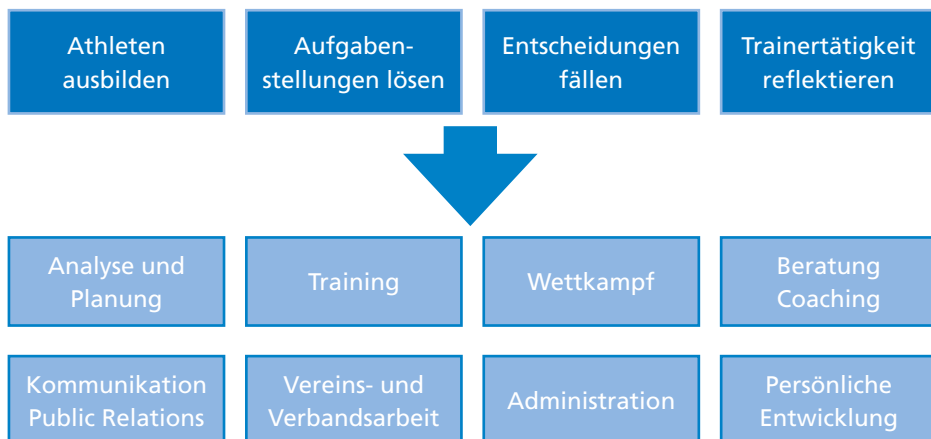 Athleten
ausbilden
Aufgaben-
stellungen lösen
Entscheidungen
fällen
Trainertätigkeit
reflektieren
Analyse und
Planung
Training
Wettkampf
Beratung
Coaching
Kommunikation
Public Relations
Vereins- und
Verbandsarbeit
Administration
Persönliche
Entwicklung